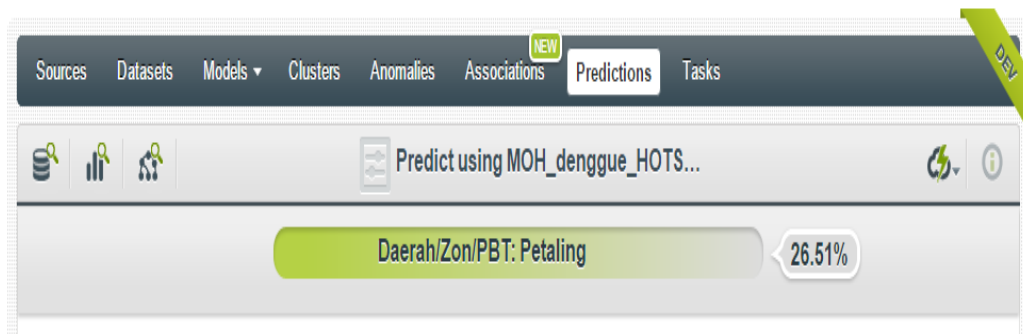 NEW
Sources Datasets Models Clusters Anomalies Associations Predictions Tasks
DEV
Predict using MOH_denggue_HOTS...
Daerah/Zon/PBT: Petaling 26.51%